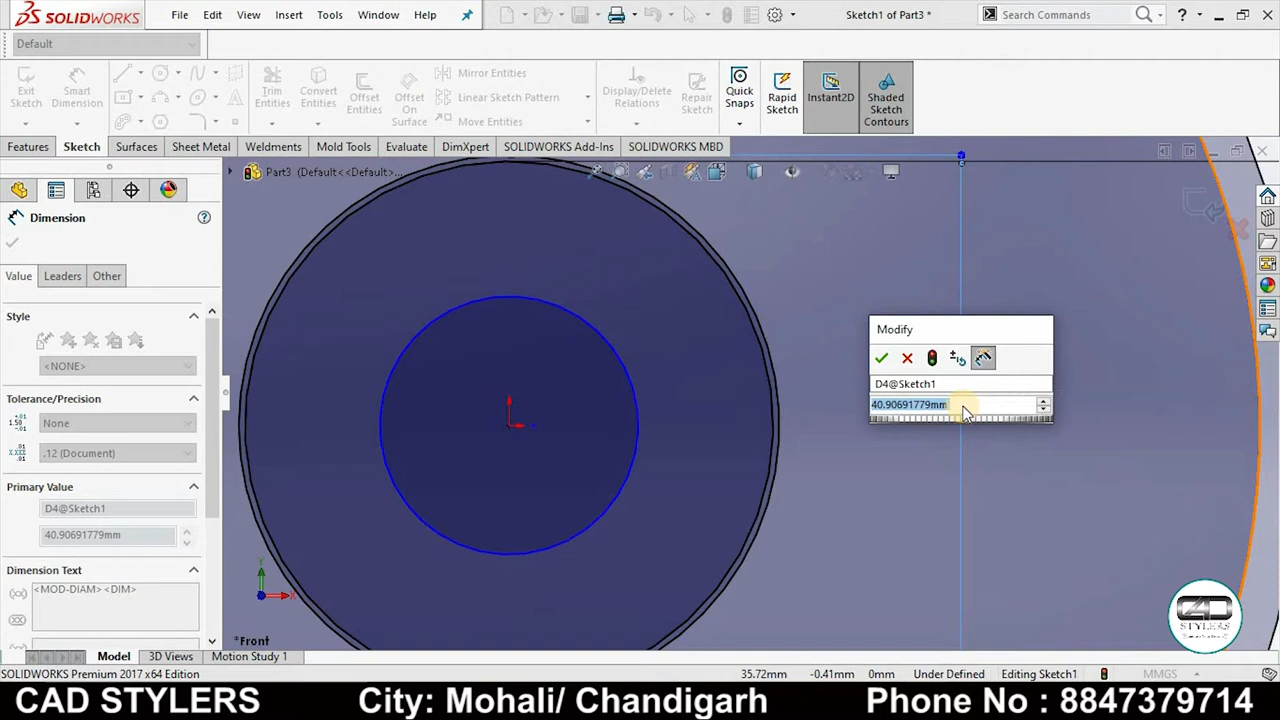 SOLIDWORKS File Edit View Insert Tools Window Help Sketch1 of Part3 * Search Commands ?
Default
Exit Sketch
Smart Dimension
Trim Entities
Convert Entities
Offset Entities
Offset On Surface
Mirror Entities
Linear Sketch Pattern
Move Entities
Display/Delete Relations
Repair Sketch
Quick Snaps
Rapid Sketch
Instant2D
Shaded Sketch Contours
Features Sketch Surfaces Sheet Metal Weldments Mold Tools Evaluate DimXpert SOLIDWORKS Add-Ins SOLIDWORKS MBD
Part3 (Default<<Default>...
Dimension
Value Leaders Other
Style
<NONE>
Tolerance/Precision
None
.12 (Document)
Primary Value
D4@Sketch1
40.90691779mm
Dimension Text
<MOD-DIAM><DIM>
Modify
D4@Sketch1
40.90691779mm
Y
X
*Front
STYLERS
Model 3D Views Motion Study 1
SOLIDWORKS Premium 2017 x64 Edition 35.72mm -0.41mm 0mm Under Defined Editing Sketch1 MMGS
CAD STYLERS City: Mohali/ Chandigarh Phone No : 8847379714